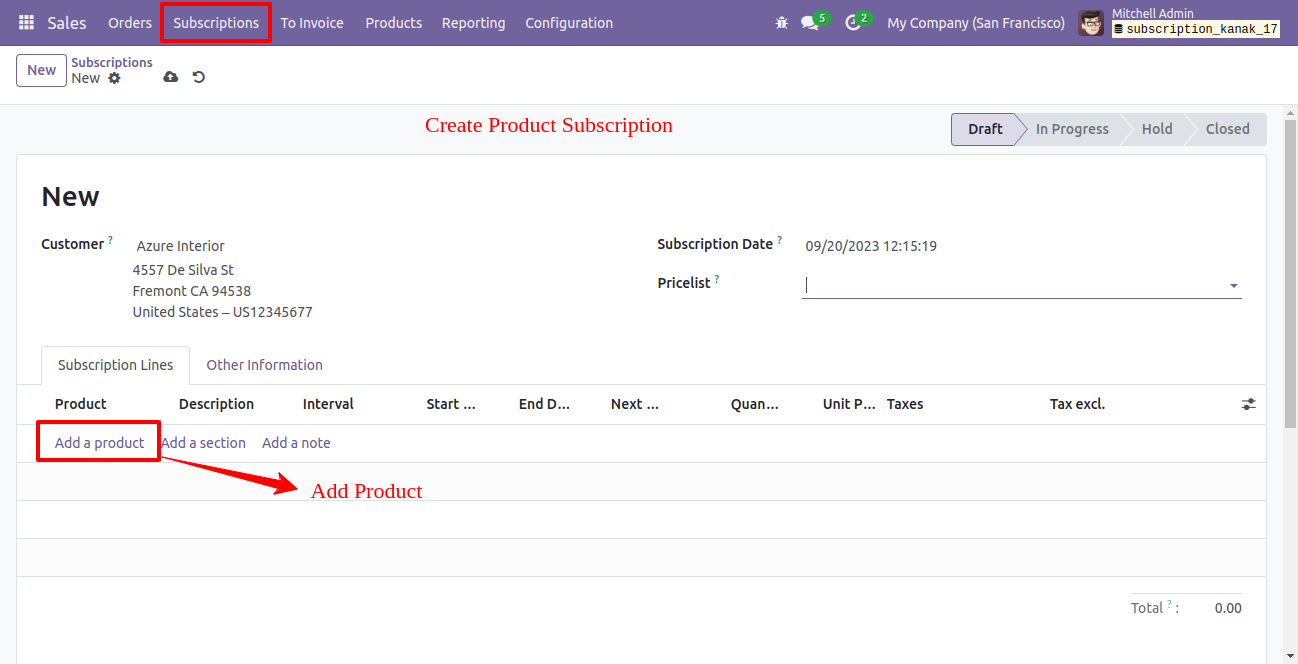 Sales Orders Subscriptions To Invoice Products Reporting Configuration 5 2 My Company (San Francisco) Mitchell Admin
subscription_kanak_17
New Subscriptions
New
Create Product Subscription
Draft In Progress Hold Closed
New
Customer ? Azure Interior
4557 De Silva St
Fremont CA 94538
United States – US12345677
Subscription Date ? 09/20/2023 12:15:19
Pricelist ?
Subscription Lines Other Information
Product Description Interval Start ... End D... Next ... Quan... Unit P... Taxes Tax excl.
Add a product Add a section Add a note
Add Product
Total ? : 0.00